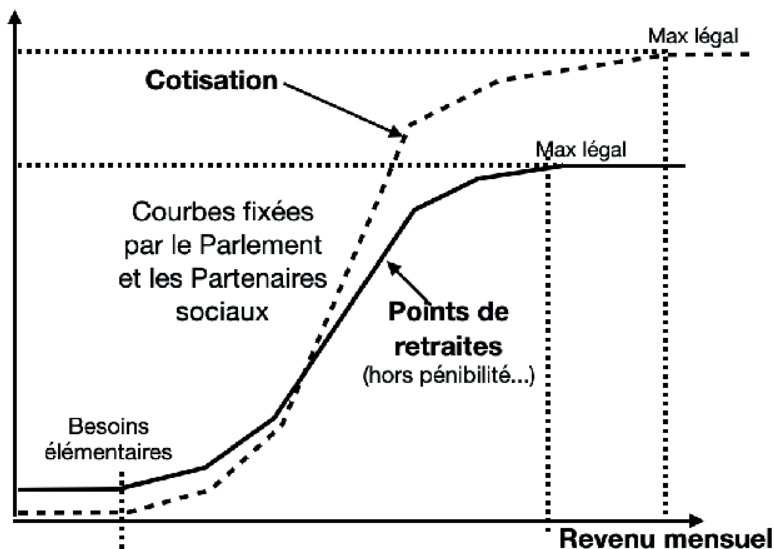 Max légal
Cotisation
Max légal
Courbes fixées
par le Parlement
et les Partenaires
sociaux
Points de
retraites
(hors pénibilité...)
Besoins
élémentaires
Revenu mensuel